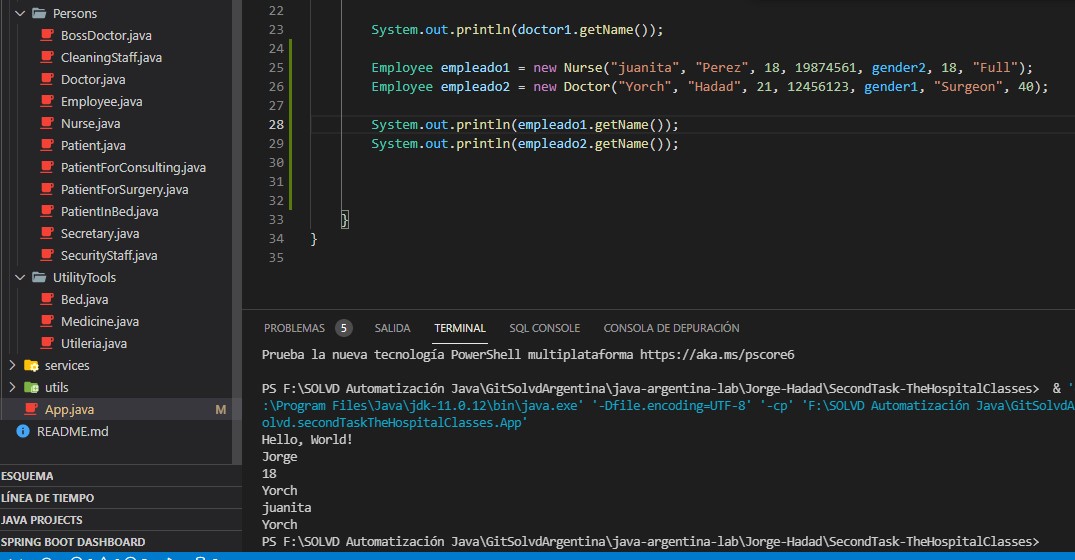 Persons
BossDoctor.java
CleaningStaff.java
Doctor.java
Employee.java
Nurse.java
Patient.java
PatientForConsulting.java
PatientForSurgery.java
PatientInBed.java
Secretary.java
SecurityStaff.java
UtilityTools
Bed.java
Medicine.java
Utileria.java
services
utils
App.java M
README.md
ESQUEMA
LÍNEA DE TIEMPO
JAVA PROJECTS
SPRING BOOT DASHBOARD
22
23 System.out.println(doctor1.getName());
24
25 Employee empleado1 = new Nurse("juanita", "Perez", 18, 19874561, gender2, 18, "Full");
26 Employee empleado2 = new Doctor("Yorch", "Hadad", 21, 12456123, gender1, "Surgeon", 40);
27
28 System.out.println(empleado1.getName());
29 System.out.println(empleado2.getName());
30
31
32
33 }
34 }
35
PROBLEMAS 5 SALIDA TERMINAL SQL CONSOLE CONSOLA DE DEPURACIÓN
Prueba la nueva tecnología PowerShell multiplataforma https://aka.ms/pscore6
PS F:\SOLVD Automatización Java\GitSolvdArgentina\java-argentina-lab\Jorge-Hadad\SecondTask-TheHospitalClasses> & '
:\Program Files\Java\jdk-11.0.12\bin\java.exe' '-Dfile.encoding=UTF-8' '-cp' 'F:\SOLVD Automatización Java\GitSolvdA
olvd.secondTaskTheHospitalClasses.App'
Hello, World!
Jorge
18
Yorch
juanita
Yorch
PS F:\SOLVD Automatización Java\GitSolvdArgentina\java-argentina-lab\Jorge-Hadad\SecondTask-TheHospitalClasses>